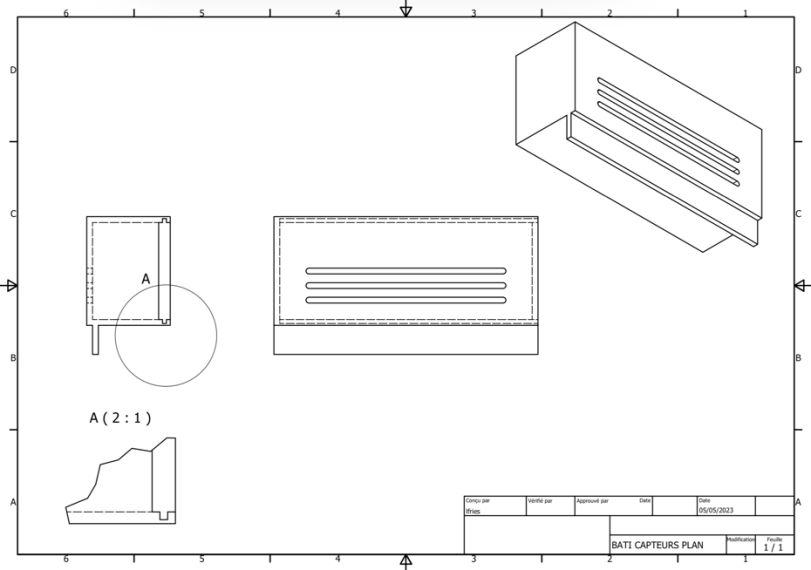 6 5 4 3 2 1
D D
C C
A
B B
A ( 2 : 1 )
A A
Conçu par Vérifié par Approuvé par Date Date
lfries 05/05/2023
BATI CAPTEURS PLAN
Modification Feuille
1 / 1
6 5 4 3 2 1